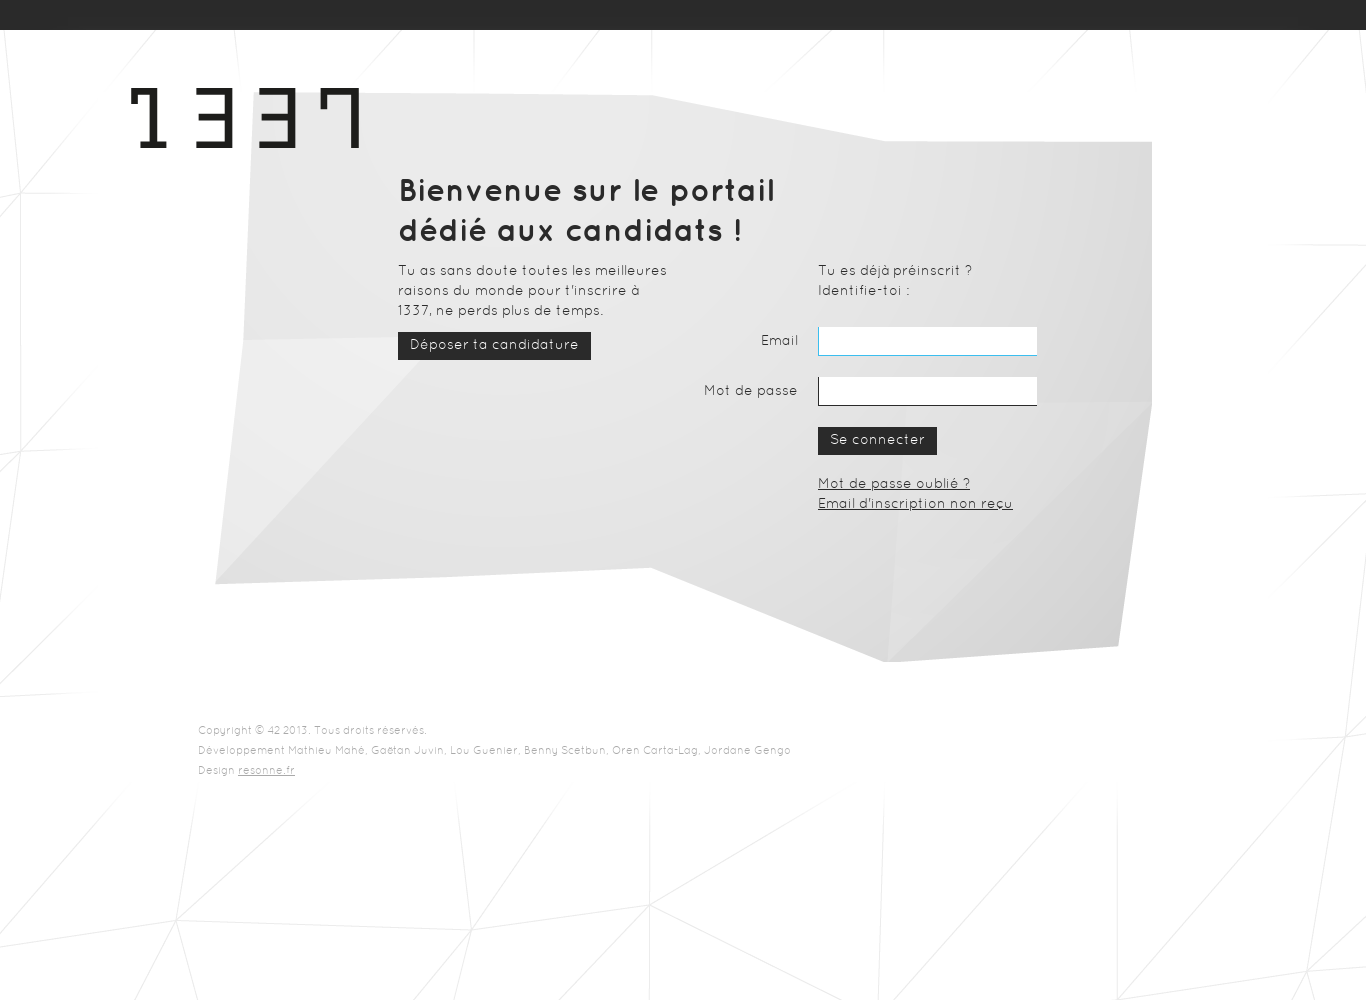 1337
Bienvenue sur le portail
dédié aux candidats !
Tu as sans doute toutes les meilleures
raisons du monde pour t'inscrire à
1337, ne perds plus de temps.
Déposer ta candidature
Tu es déjà préinscrit ?
Identifie-toi :
Email
Mot de passe
Se connecter
Mot de passe oublié ?
Email d'inscription non reçu
Copyright © 42 2013. Tous droits réservés.
Développement Mathieu Mahé, Gaëtan Juvin, Lou Guenier, Benny Scetbun, Oren Carta-Lag, Jordane Gengo
Design resonne.fr